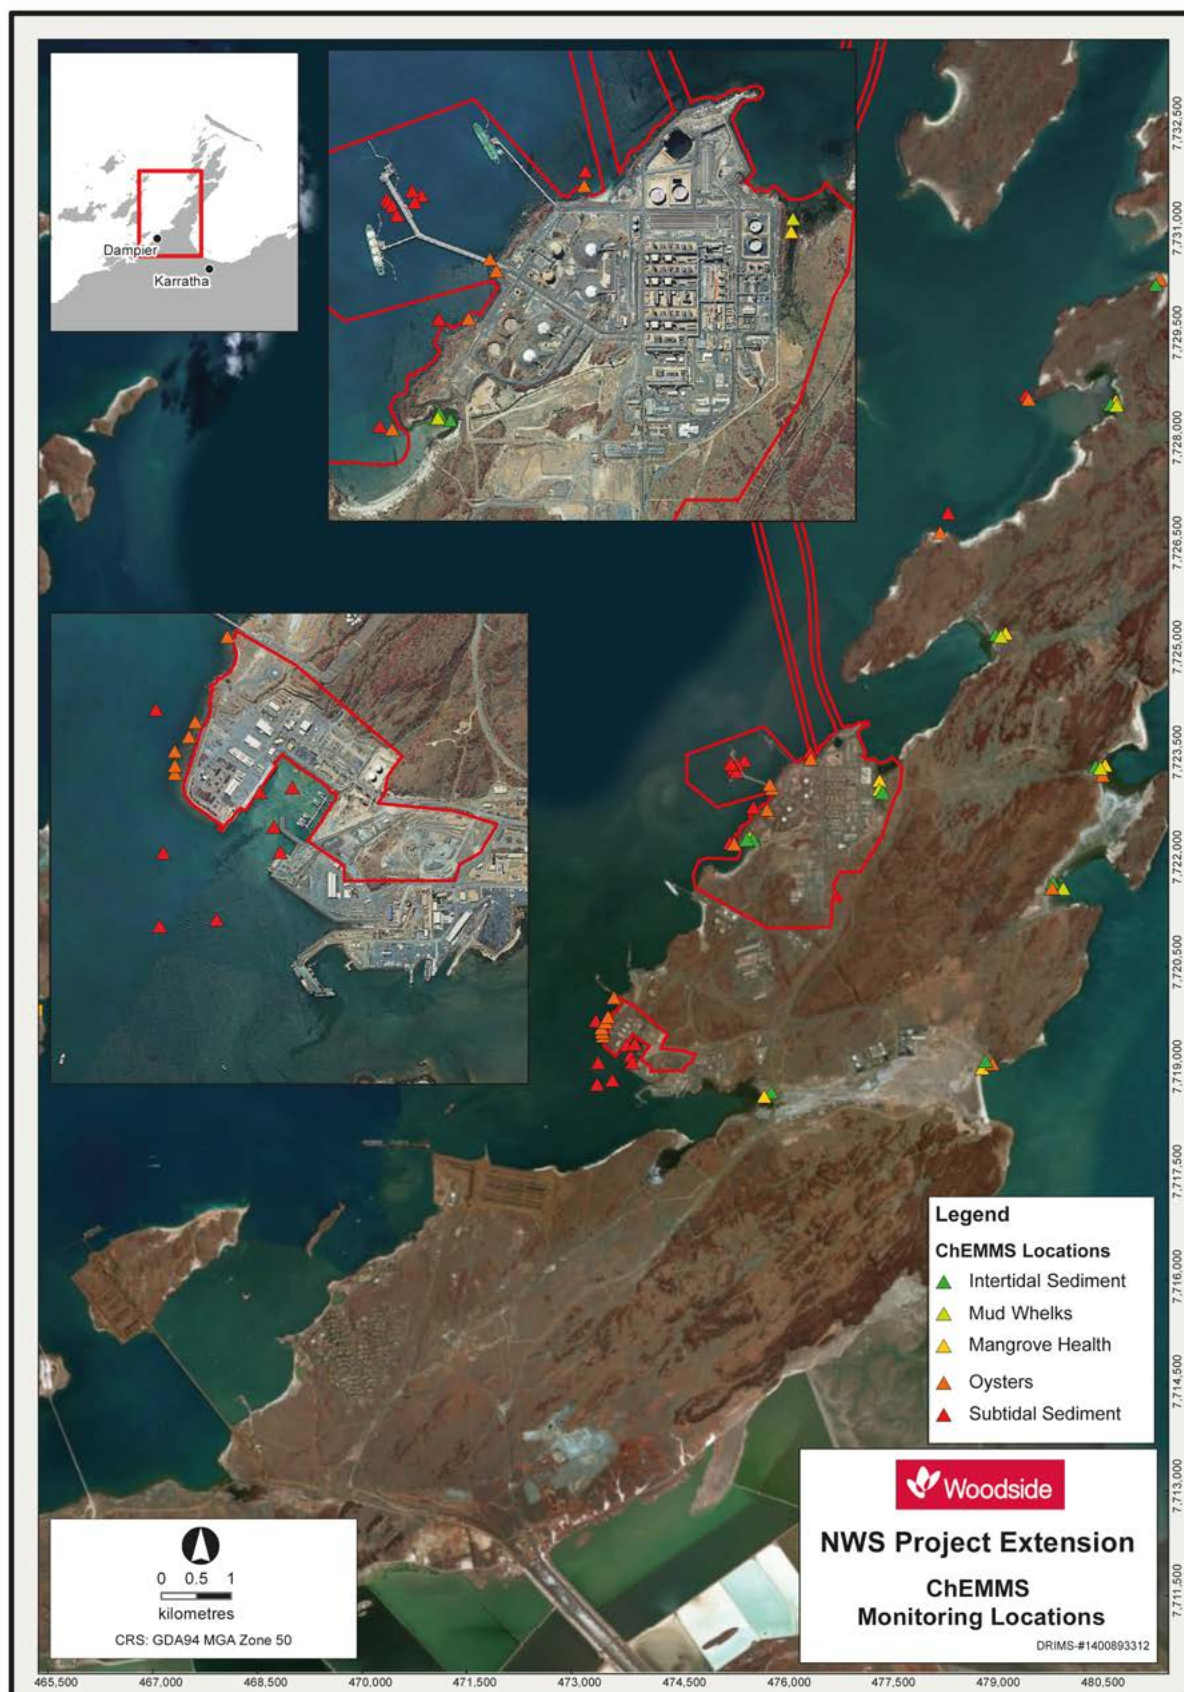 Dampier
Karratha
7,732,500
7,731,000
7,729,500
7,728,000
7,726,500
7,725,000
7,723,500
7,722,000
7,720,500
7,719,000
7,717,500
7,716,000
7,714,500
7,713,000
7,711,500
Legend
ChEMMS Locations
Intertidal Sediment
Mud Whelks
Mangrove Health
Oysters
Subtidal Sediment
Woodside
NWS Project Extension
ChEMMS
Monitoring Locations
DRIMS-#1400893312
0 0.5 1
kilometres
CRS: GDA94 MGA Zone 50
465,500 467,000 468,500 470,000 471,500 473,000 474,500 476,000 477,500 479,000 480,500